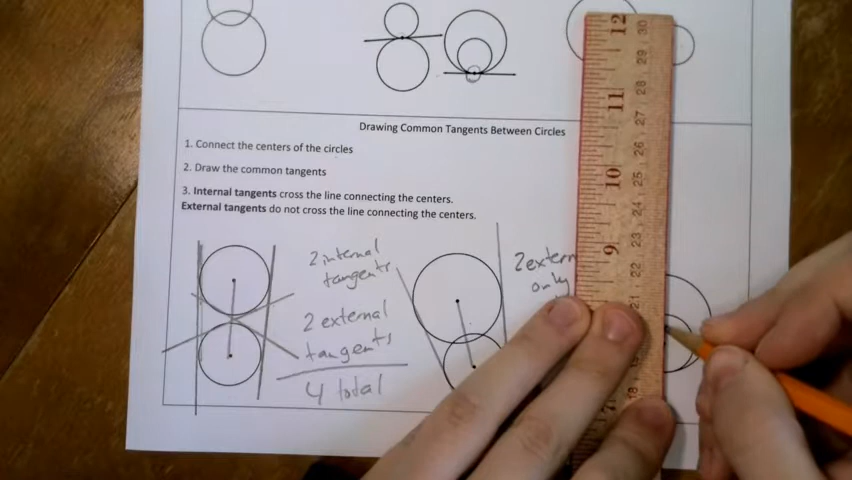 Drawing Common Tangents Between Circles
1. Connect the centers of the circles
2. Draw the common tangents
3. Internal tangents cross the line connecting the centers.
External tangents do not cross the line connecting the centers.
2 internal
tangents
2 external
tangents
4 total
2 extern
only
12
11
10
9
30
29
28
27
26
25
24
23
22
21
18